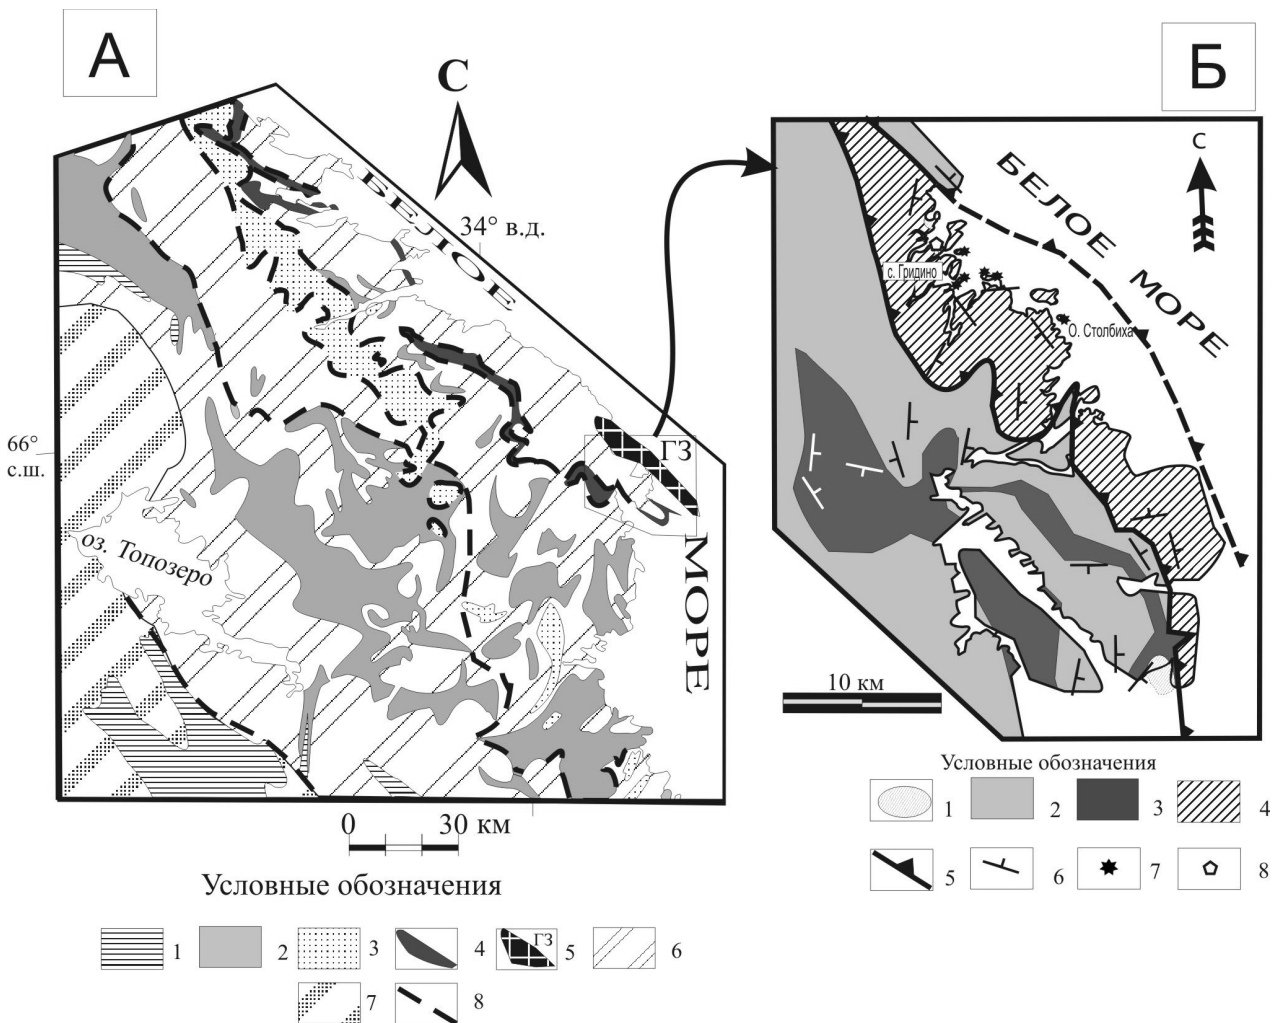 А
С
БЕЛОЕ
34° в.д.
66°
с.ш.
оз. Топозеро
ГЗ
МОРЕ
0 30 км
Условные обозначения
1 2 3 4 ГЗ 5 6
7 8
Б
С
БЕЛОЕ МОРЕ
с. Гридино
О. Столбиха
10 км
Условные обозначения
1 2 3 4
5 6 7 8